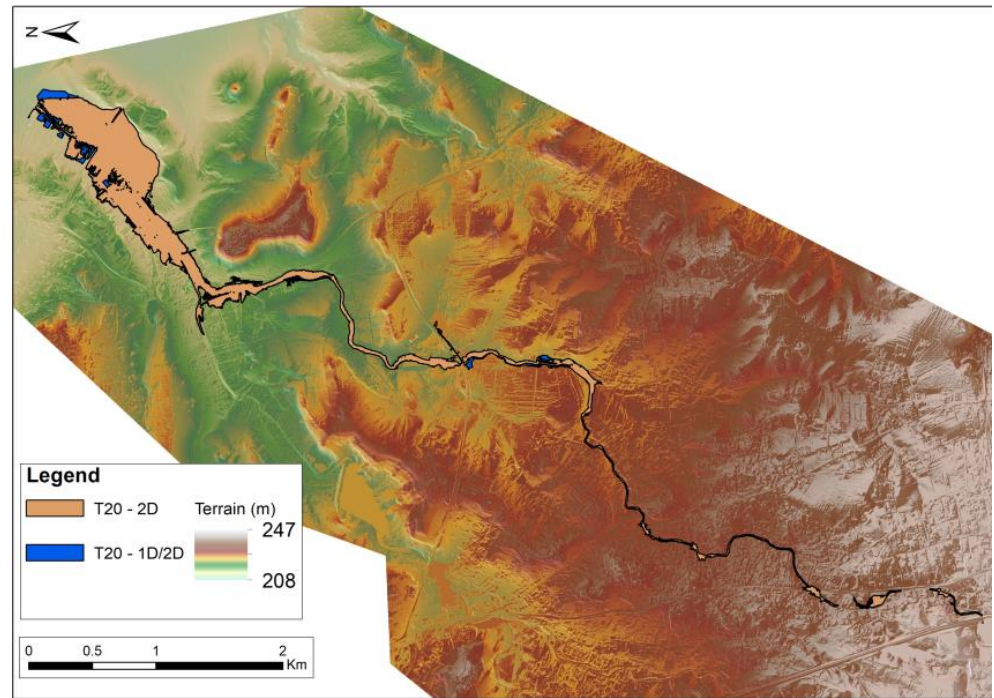 N
Legend
T20 - 2D
T20 - 1D/2D
Terrain (m)
247
208
0 0.5 1 2
Km